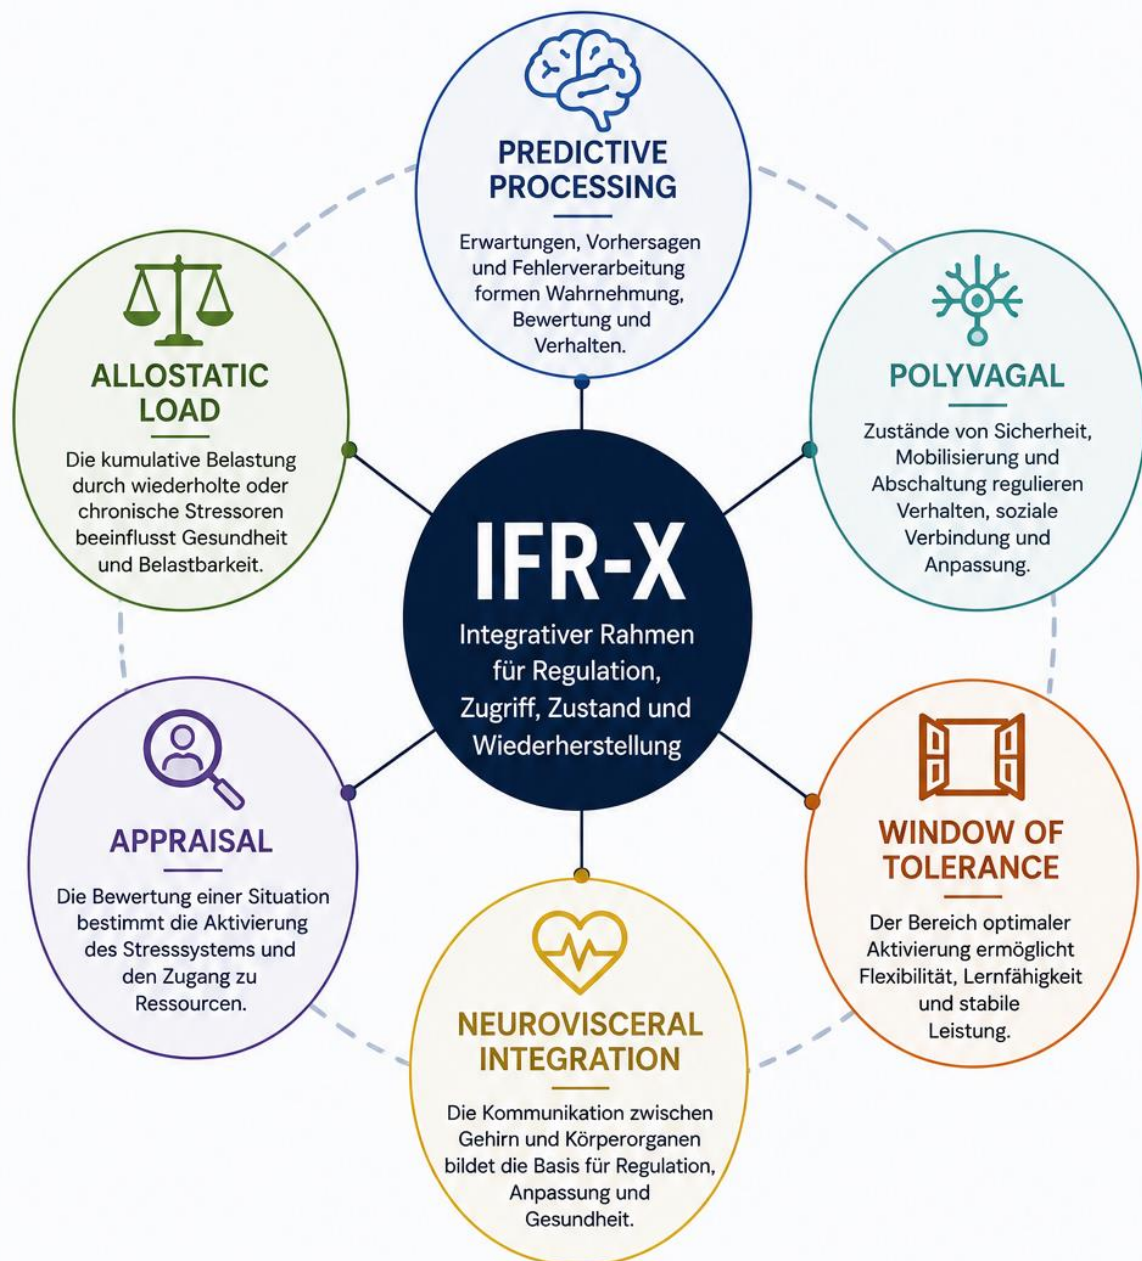 PREDICTIVE
PROCESSING
Erwartungen, Vorhersagen
und Fehlerverarbeitung
formen Wahrnehmung,
Bewertung und
Verhalten.
ALLOSTATIC
LOAD
Die kumulative Belastung
durch wiederholte oder
chronische Stressoren
beeinflusst Gesundheit
und Belastbarkeit.
POLYVAGAL
Zustände von Sicherheit,
Mobilisierung und
Abschaltung regulieren
Verhalten, soziale
Verbindung und
Anpassung.
IFR-X
Integrativer Rahmen
für Regulation,
Zugriff, Zustand und
Wiederherstellung
APPRAISAL
Die Bewertung einer Situation
bestimmt die Aktivierung
des Stresssystems und
den Zugang zu
Ressourcen.
WINDOW OF
TOLERANCE
Der Bereich optimaler
Aktivierung ermöglicht
Flexibilität, Lernfähigkeit
und stabile
Leistung.
NEUROVISCERAL
INTEGRATION
Die Kommunikation zwischen
Gehirn und Körperorganen
bildet die Basis für Regulation,
Anpassung und
Gesundheit.